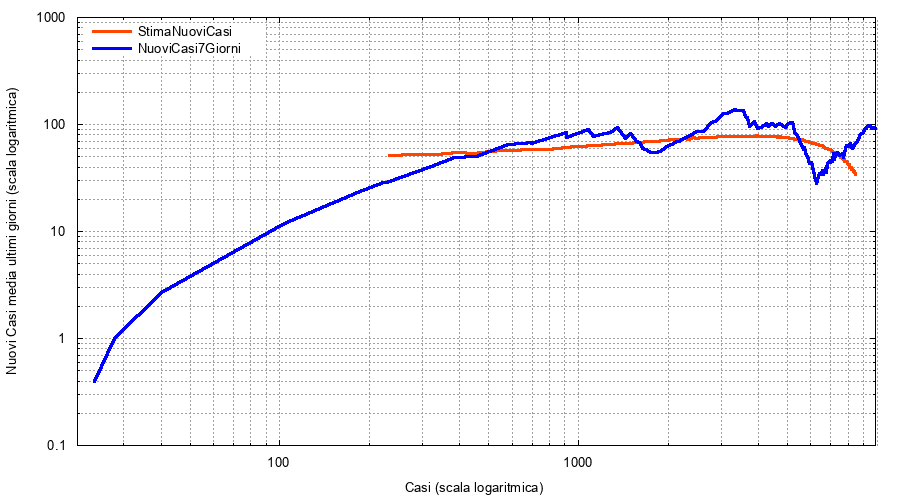 1000
StimaNuoviCasi
NuoviCasi7Giorni
100
10
1
0.1
Nuovi Casi media ultimi giorni (scala logaritmica)
100
1000
Casi (scala logaritmica)